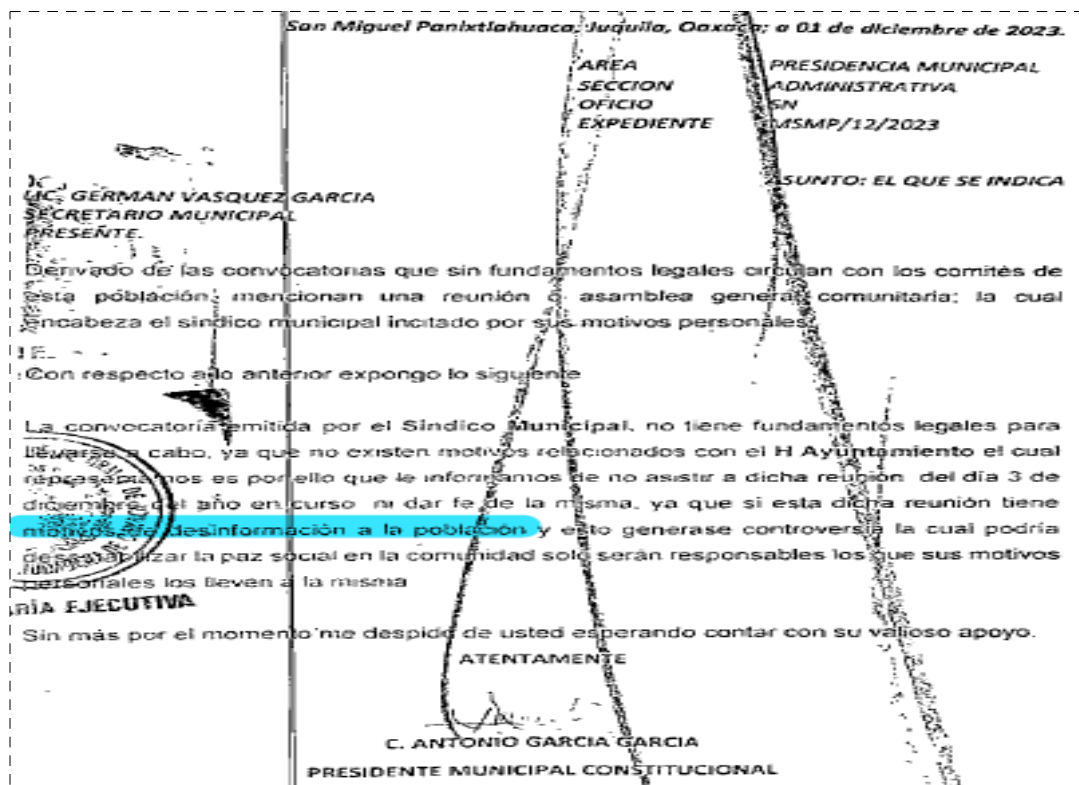 San Miguel Panixtlahuaca, Juquila, Oaxaca; a 01 de diciembre de 2023.
AREA PRESIDENCIA MUNICIPAL
SECCION ADMINISTRATIVA
OFICIO SN
EXPEDIENTE MSMP/12/2023
ASUNTO: EL QUE SE INDICA
LIC. GERMAN VASQUEZ GARCIA
SECRETARIO MUNICIPAL
PRESENTE.
Derivado de las convocatorias que sin fundamentos legales circulan con los comités de
esta población, mencionan una reunión o asamblea general comunitaria; la cual
encabeza el sindico municipal incitado por sus motivos personales
Con respecto a lo anterior expongo lo siguiente
La convocatoria emitida por el Sindico Municipal, no tiene fundamentos legales para
llevarse a cabo, ya que no existen motivos relacionados con el H Ayuntamiento el cual
representamos es por ello que le informamos de no asistir a dicha reunión del día 3 de
diciembre del año en curso ni dar fe de la misma, ya que si esta dicha reunión tiene
motivos de desinformación a la población y esto generase controversia la cual podría
desestabilizar la paz social en la comunidad solo serán responsables los que sus motivos
personales los lleven a la misma
ARÍA EJECUTIVA
Sin más por el momento me despido de usted esperando contar con su valioso apoyo.
ATENTAMENTE
C. ANTONIO GARCIA GARCIA
PRESIDENTE MUNICIPAL CONSTITUCIONAL